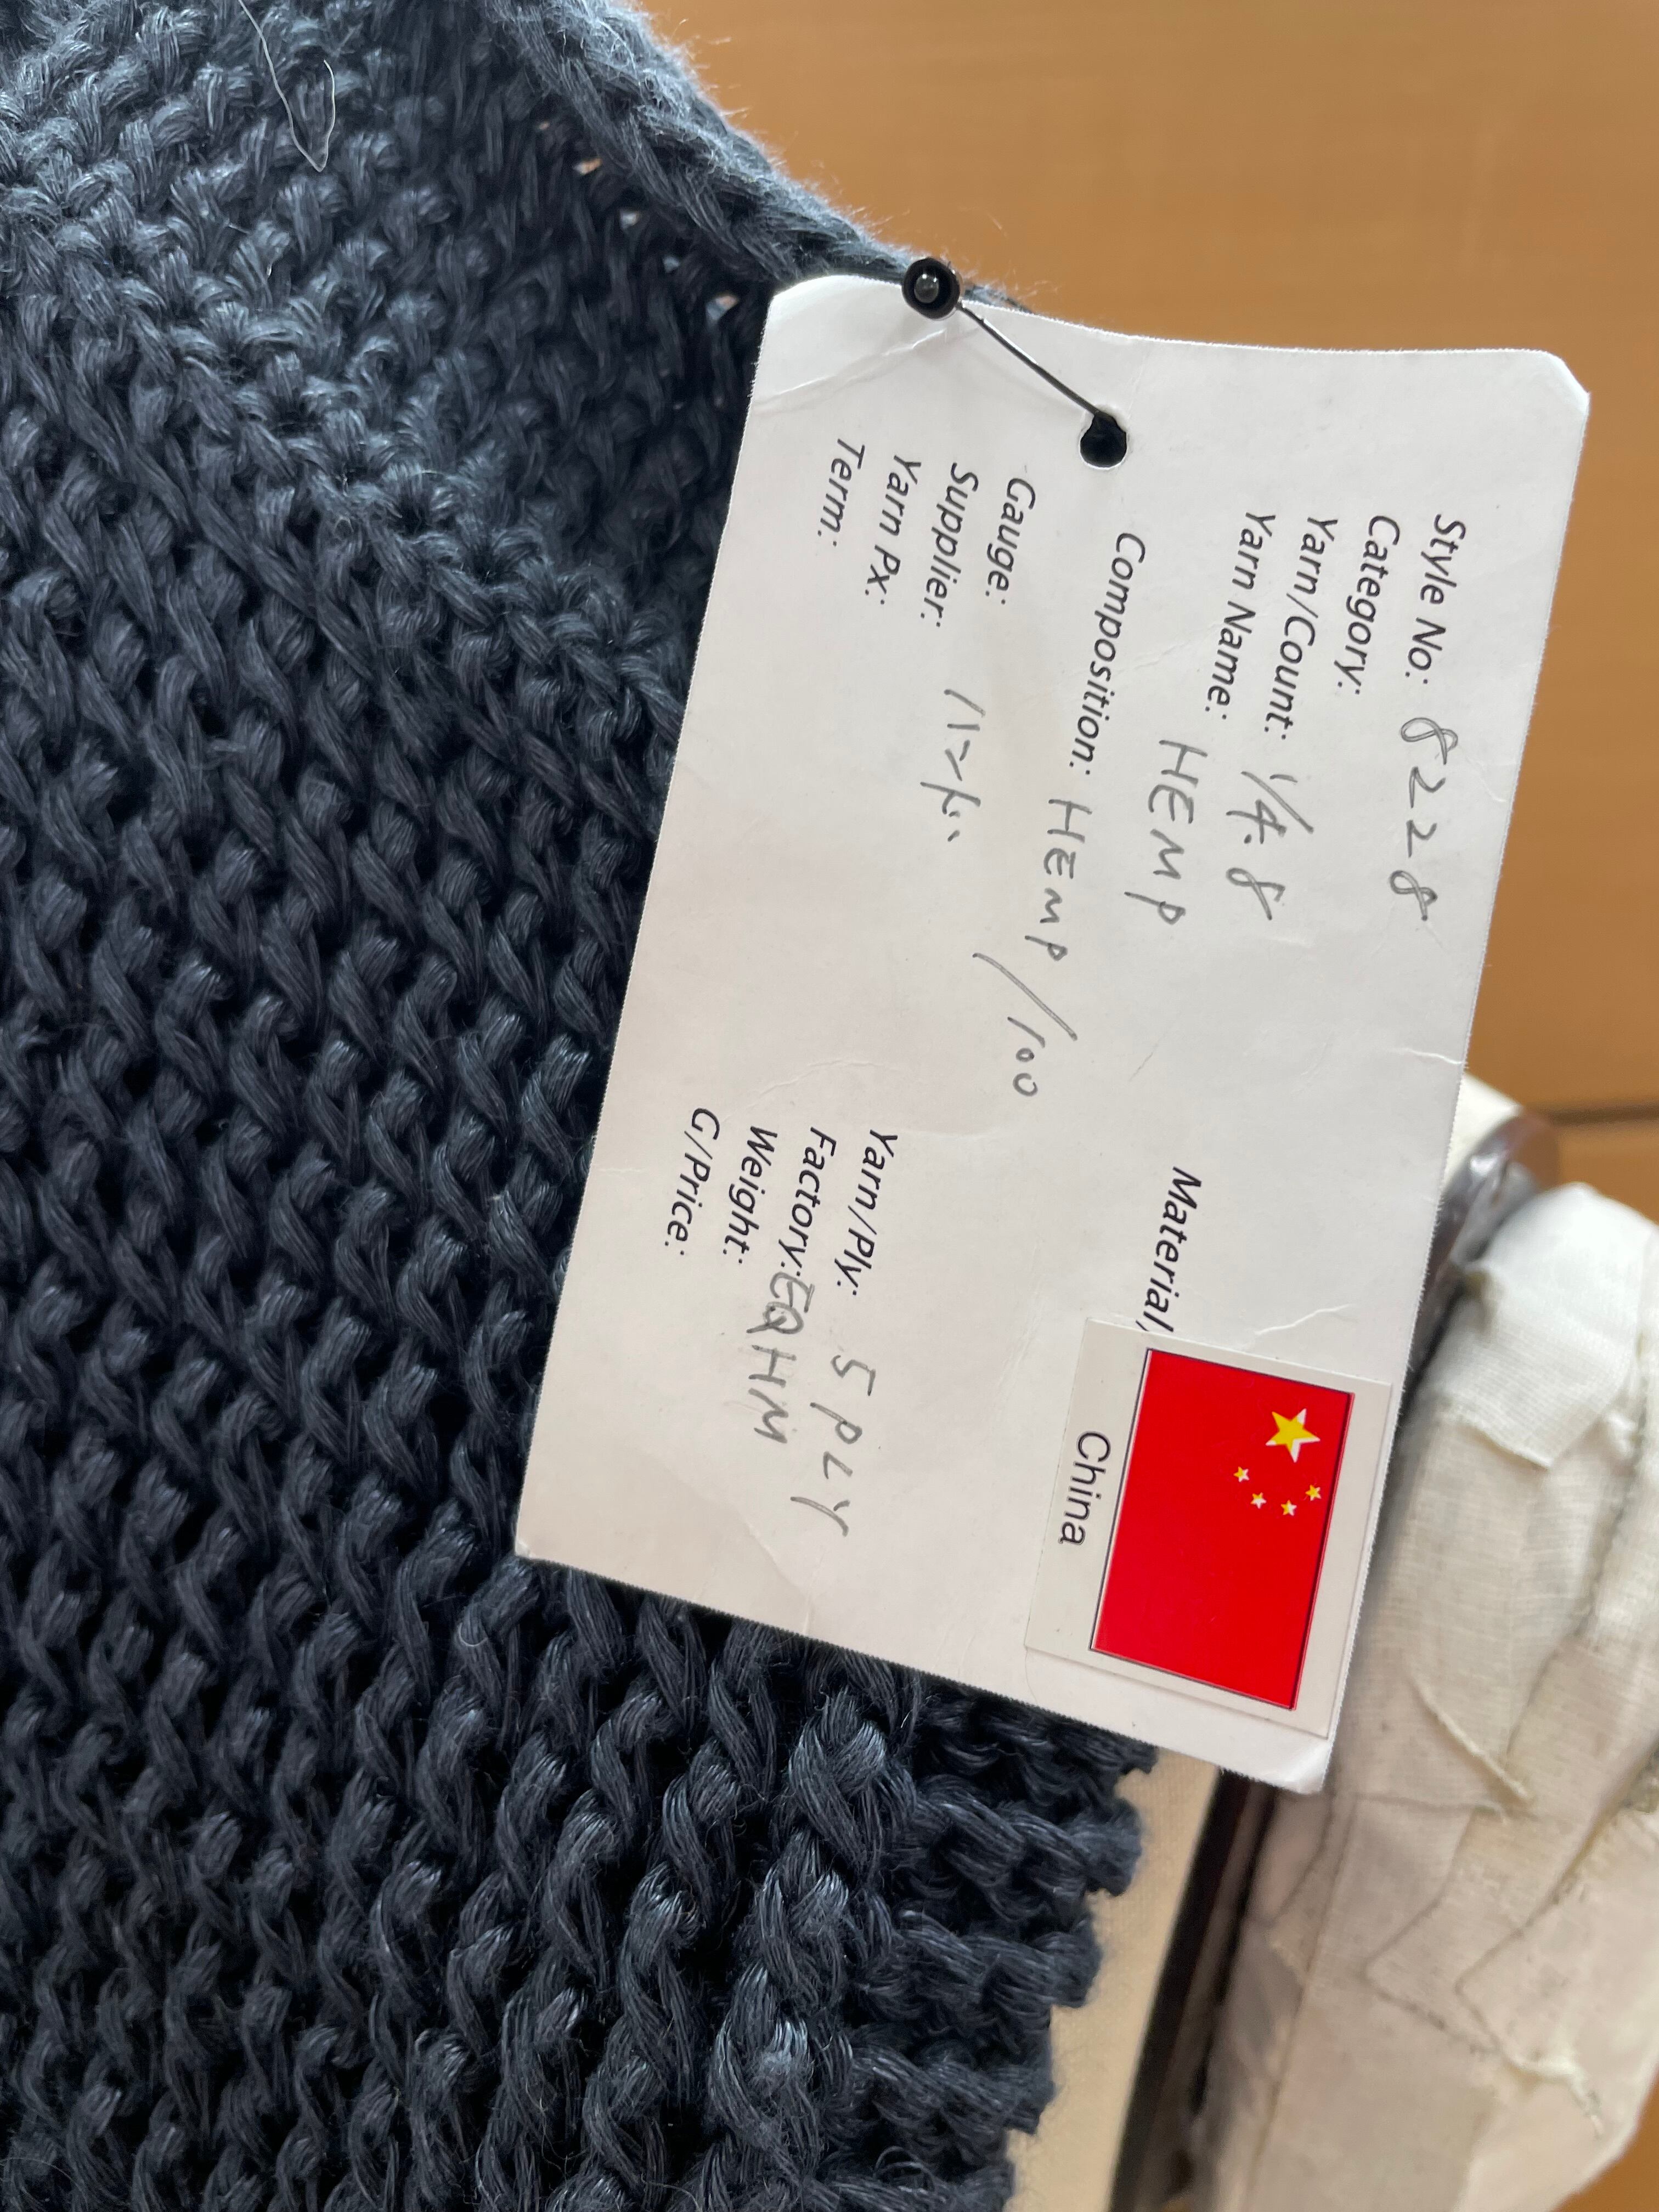 Style No.: 8228
Category:
Yarn/Count: 1/4.8
Yarn Name: HEMP
Material,
China
Composition: HEMP/100
Gauge: ハンド
Supplier:
Yarn Px:
Term:
Yarn/Ply: 5 PLY
Factory: EQHM
Weight:
G/Price: